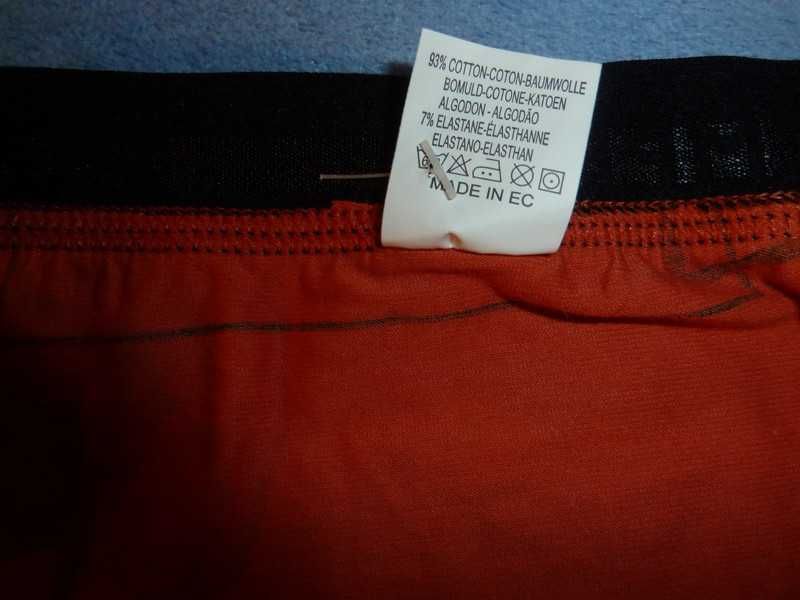 93% COTTON-COTON-BAUMWOLLE
BOMULD-COTONE-KATOEN
ALGODON - ALGODÃO
7% ELASTANE-ÉLASTHANNE
ELASTANO-ELASTHAN
MADE IN EC